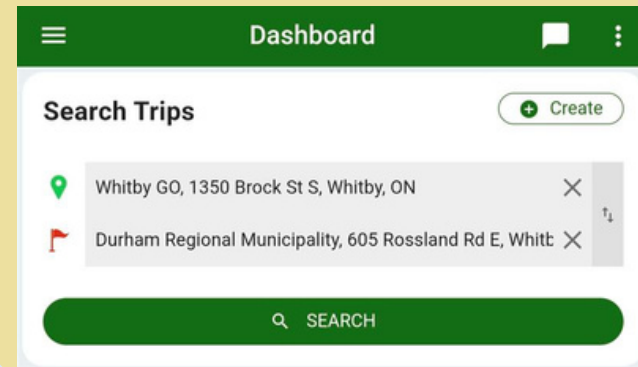 Dashboard
Search Trips
Create
Whitby GO, 1350 Brock St S, Whitby, ON
Durham Regional Municipality, 605 Rossland Rd E, Whitb
SEARCH